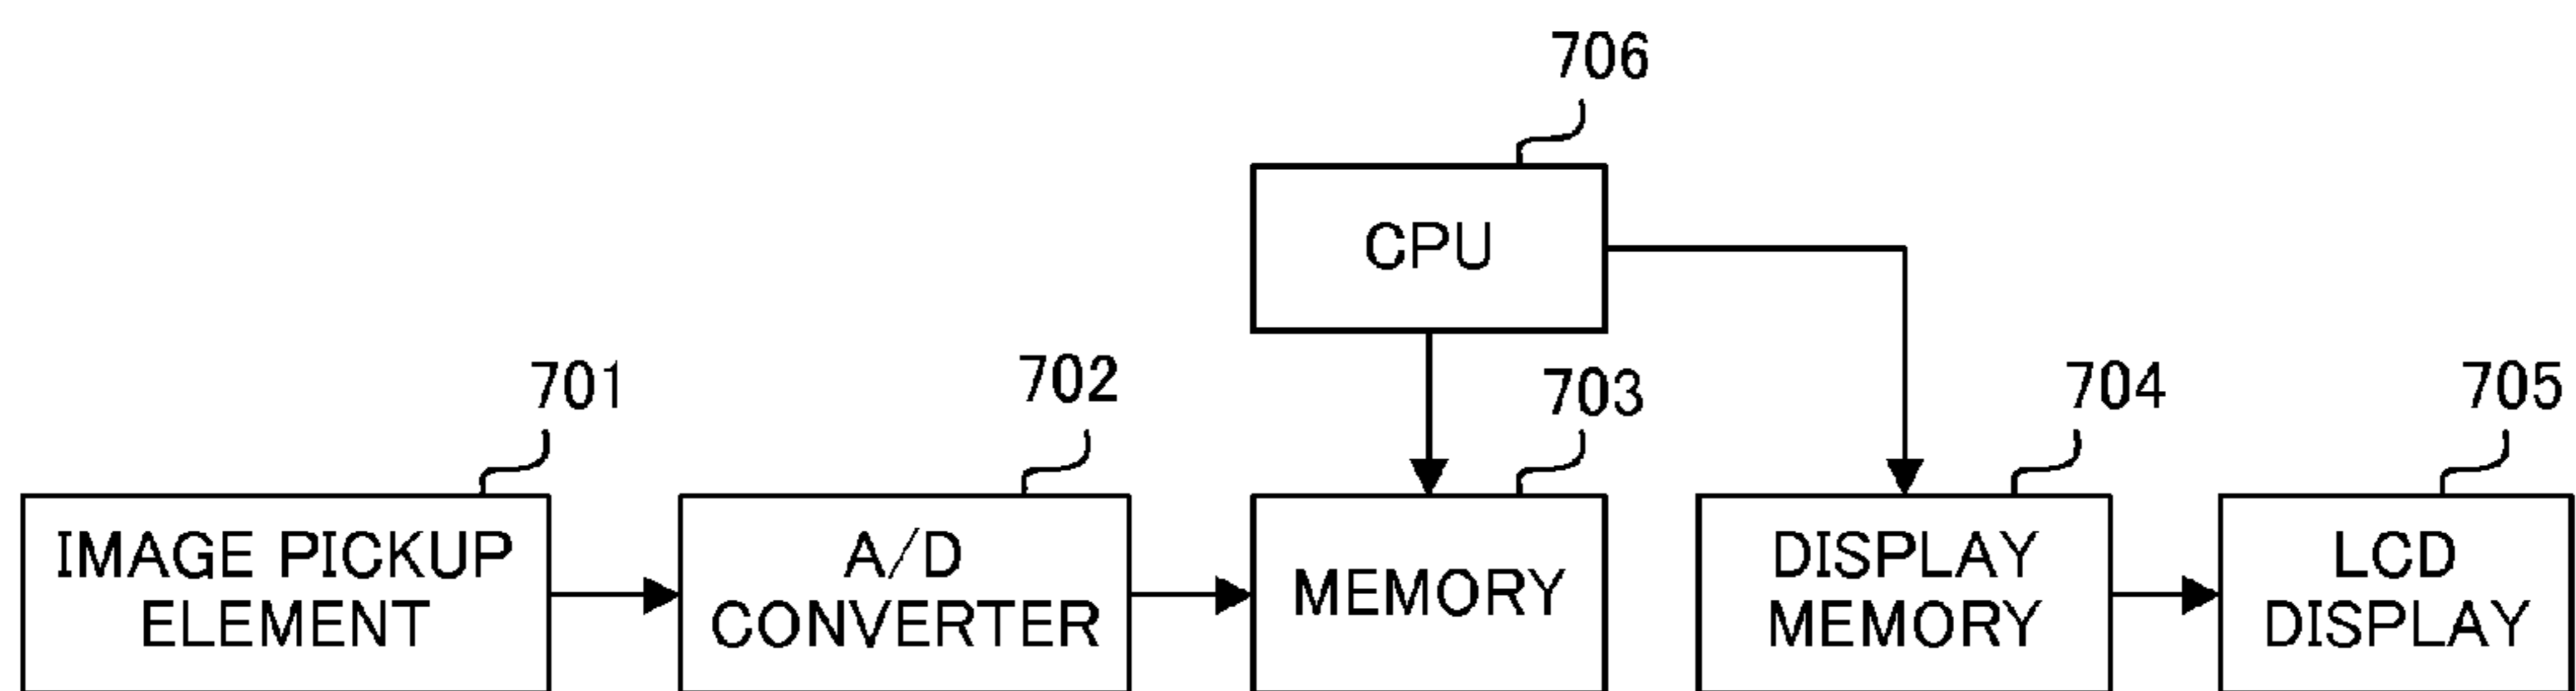 706
CPU
701
702
703
704
705
IMAGE PICKUP
ELEMENT
A/D
CONVERTER
MEMORY
DISPLAY
MEMORY
LCD
DISPLAY